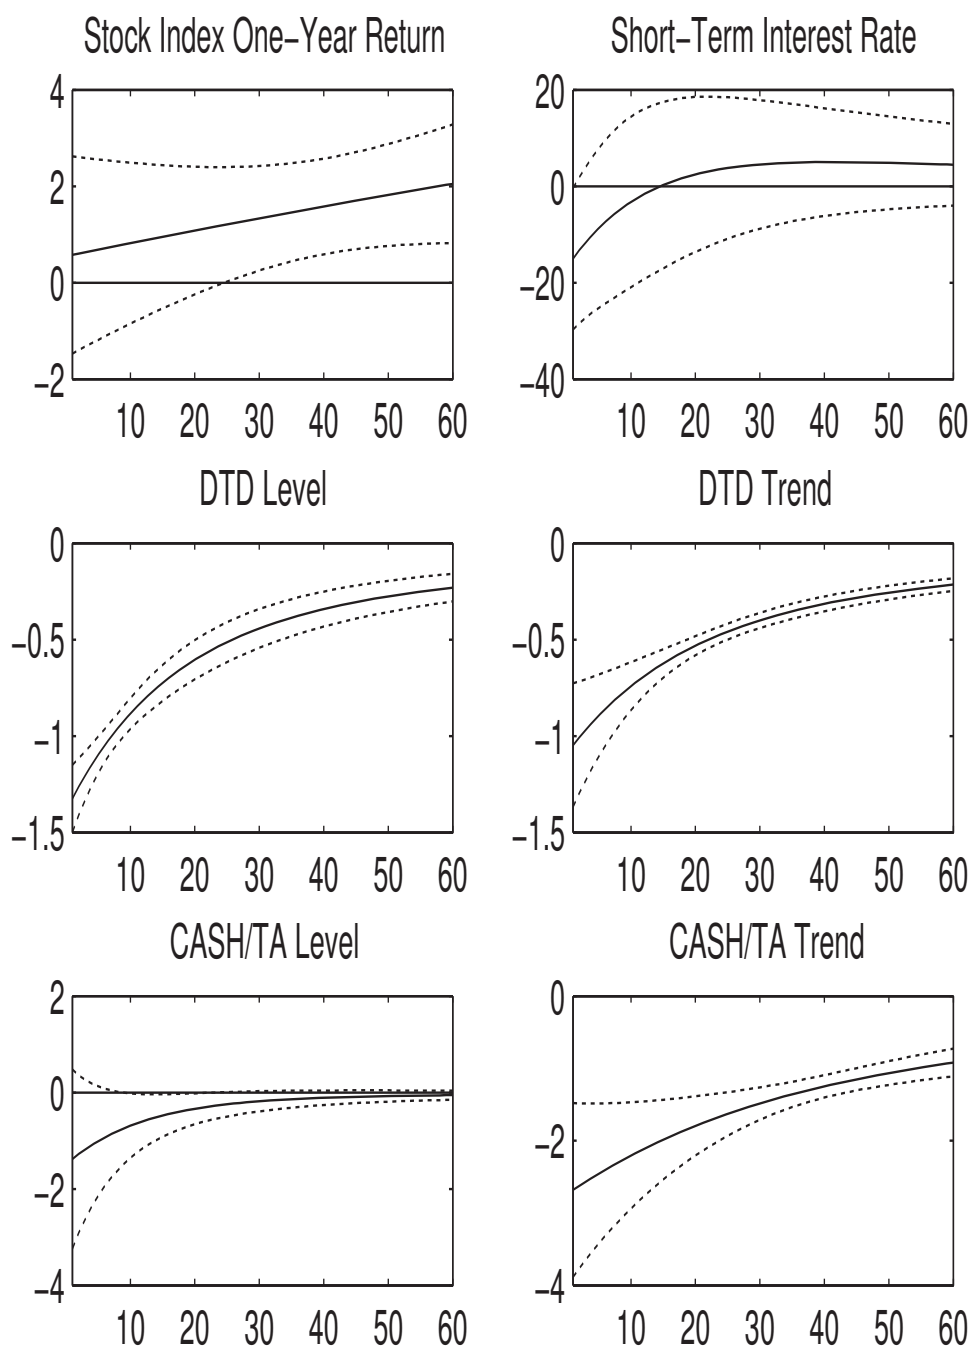 Stock Index One−Year Return
4
2
0
−2
10 20 30 40 50 60
Short−Term Interest Rate
20
0
−20
−40
10 20 30 40 50 60
DTD Level
0
−0.5
−1
−1.5
10 20 30 40 50 60
DTD Trend
0
−0.5
−1
−1.5
10 20 30 40 50 60
CASH/TA Level
2
0
−2
−4
10 20 30 40 50 60
CASH/TA Trend
0
−2
−4
10 20 30 40 50 60